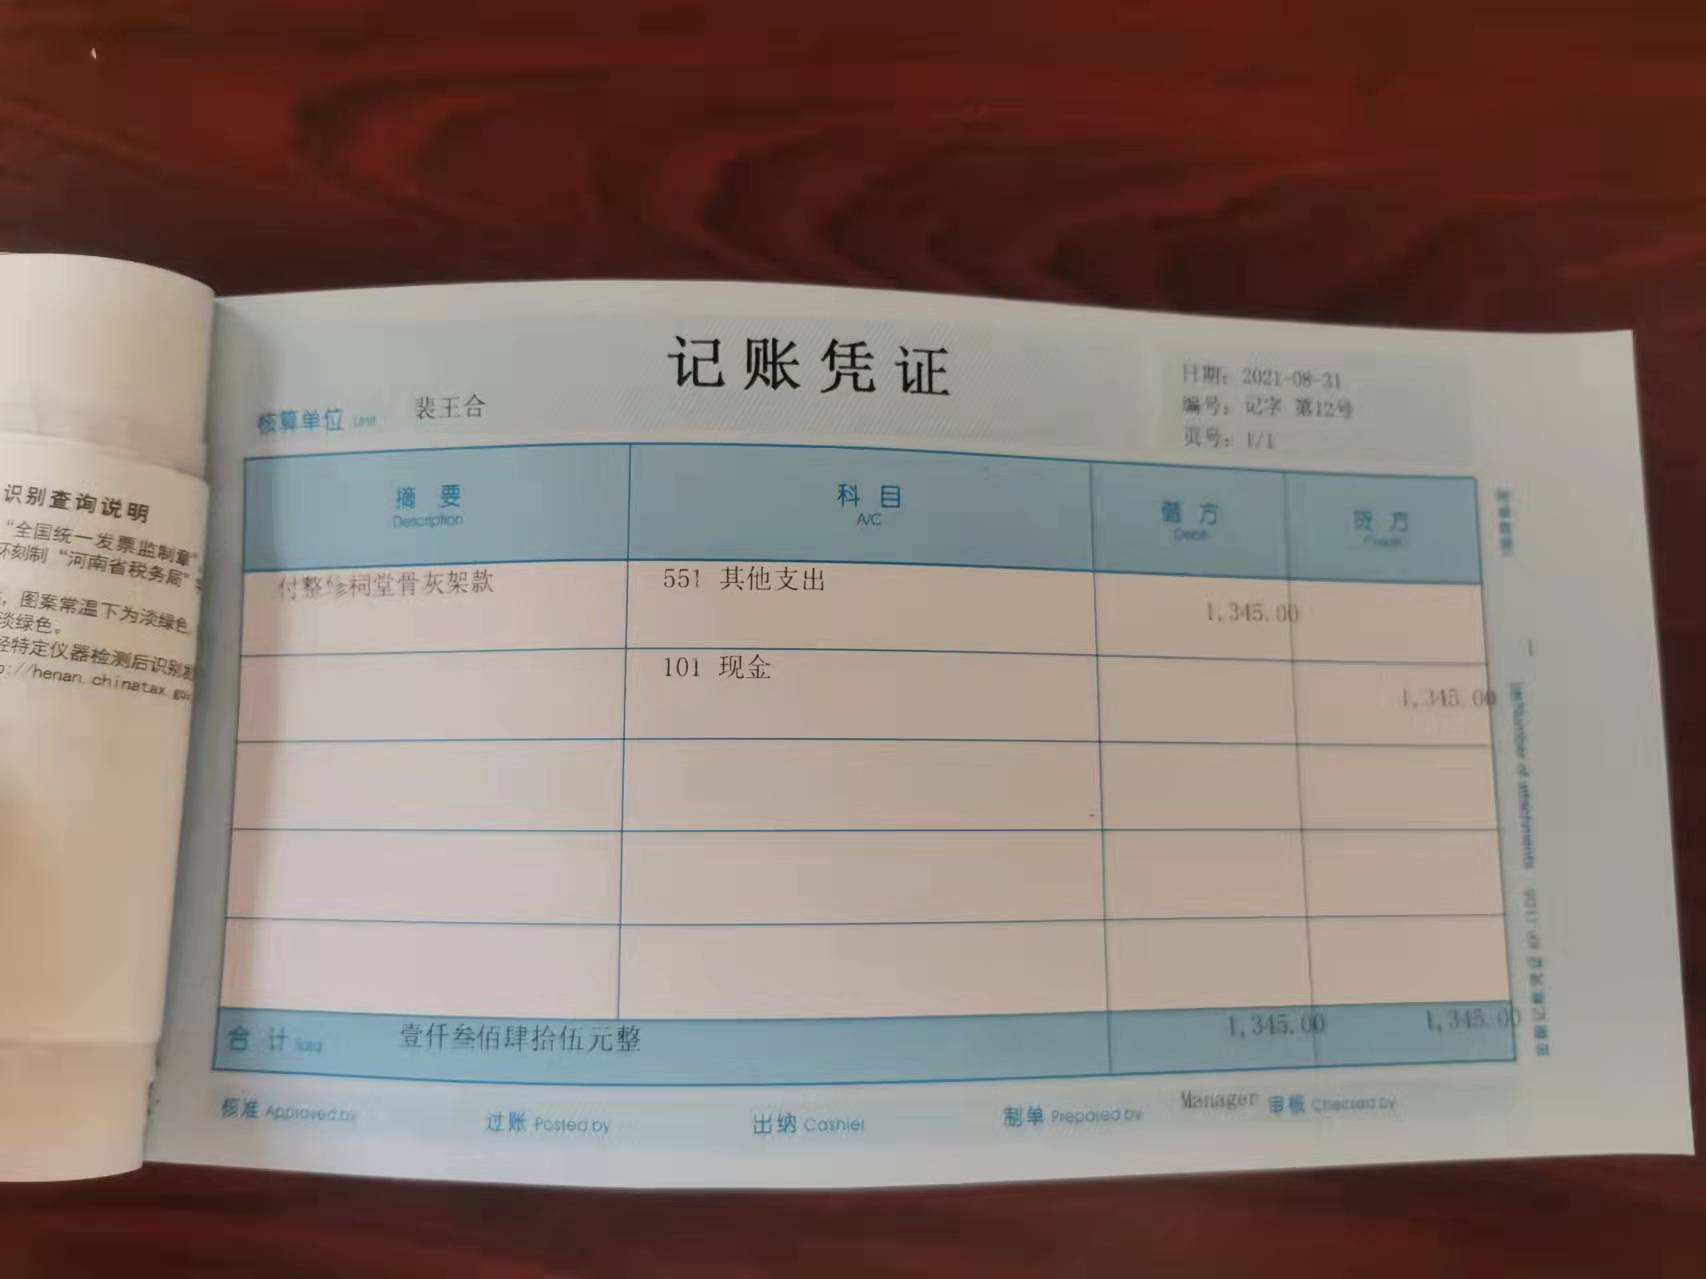 记账凭证
日期：2021-08-31
编号：记字 第12号
页号：1/1
核算单位 Unit 裴王合
摘要 科目 借方 贷方
Description A/C Debit Credit
付整修祠堂骨灰架款 551 其他支出 1,345.00
101 现金 1,345.00
合计 Total 壹仟叁佰肆拾伍元整 1,345.00 1,345.00
核准 Approved by 过账 Posted by 出纳 Cashier 制单 Prepared by Manager 审核 Checked by
Number of attachments
识别查询说明
“全国统一发票监制章”
刻制“河南省税务局”
，图案常温下为淡绿色，
淡绿色。
经特定仪器检测后识别
p://henan.chinatax.gov